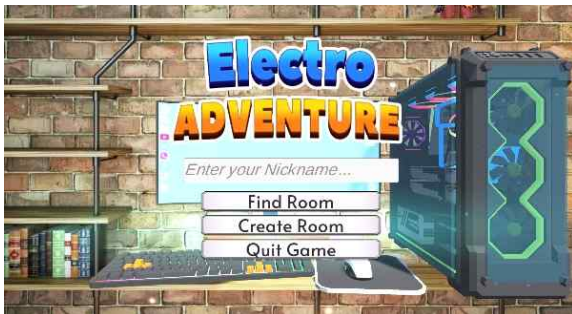 Electro
ADVENTURE
Enter your Nickname...
Find Room
Create Room
Quit Game